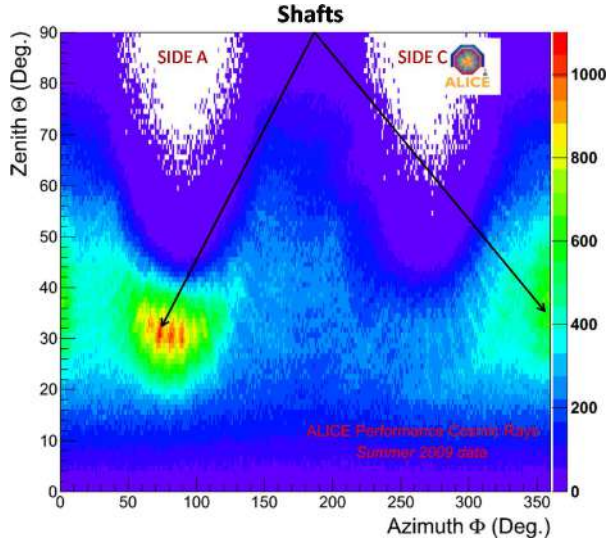 Shafts
SIDE A
SIDE C
ALICE
Zenith Θ (Deg.)
90
80
70
60
50
40
30
20
10
0
1000
800
600
400
200
0
ALICE Performance Cosmic Rays
Summer 2009 data
0 50 100 150 200 250 300 350
Azimuth Φ (Deg.)